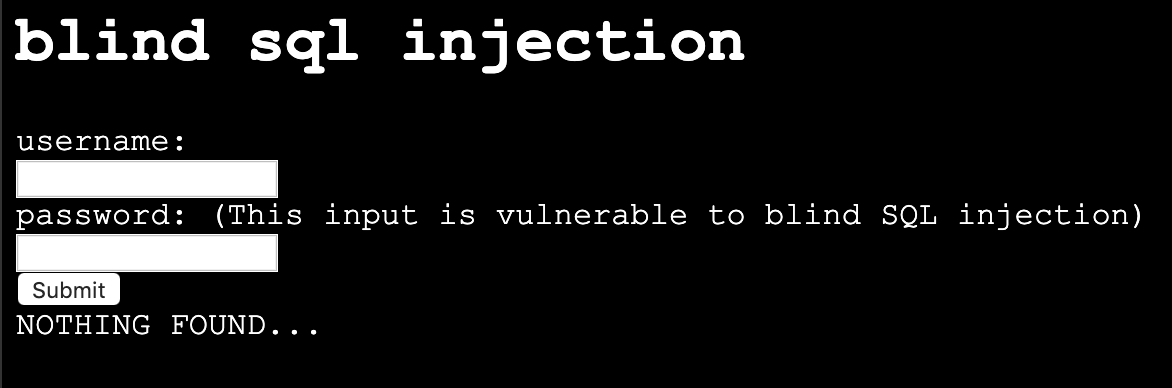 blind sql injection
username:
password: (This input is vulnerable to blind SQL injection)
Submit
NOTHING FOUND...